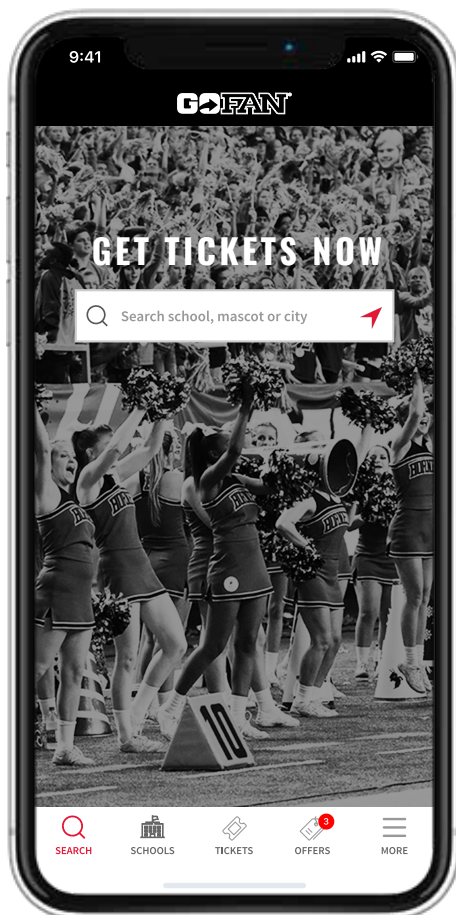 9:41
GOFAN
GET TICKETS NOW
Search school, mascot or city
10
SEARCH
SCHOOLS
TICKETS
OFFERS
3
MORE